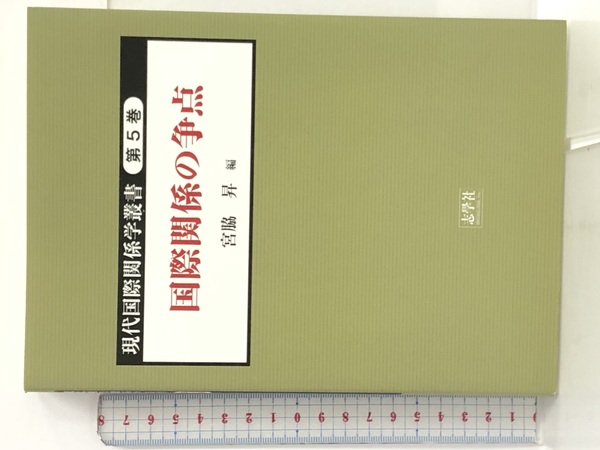 現代国際関係学叢書 第5巻
国際関係の争点
宮脇 昇 編
志學社